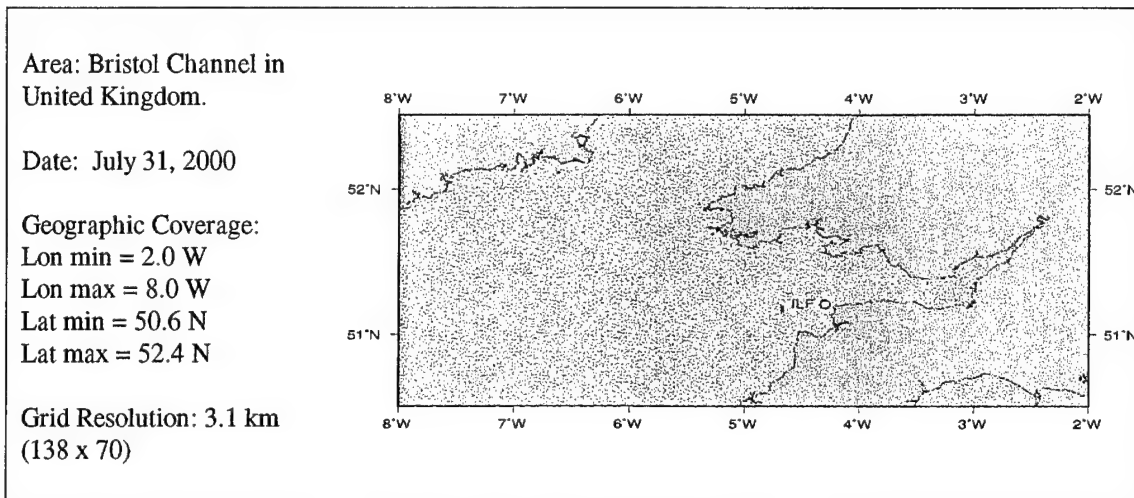 Area: Bristol Channel in
United Kingdom.
Date: July 31, 2000
Geographic Coverage:
Lon min = 2.0 W
Lon max = 8.0 W
Lat min = 50.6 N
Lat max = 52.4 N
Grid Resolution: 3.1 km
(138 x 70)
8°W 7°W 6°W 5°W 4°W 3°W 2°W
52°N 52°N
ILF
51°N 51°N
8°W 7°W 6°W 5°W 4°W 3°W 2°W